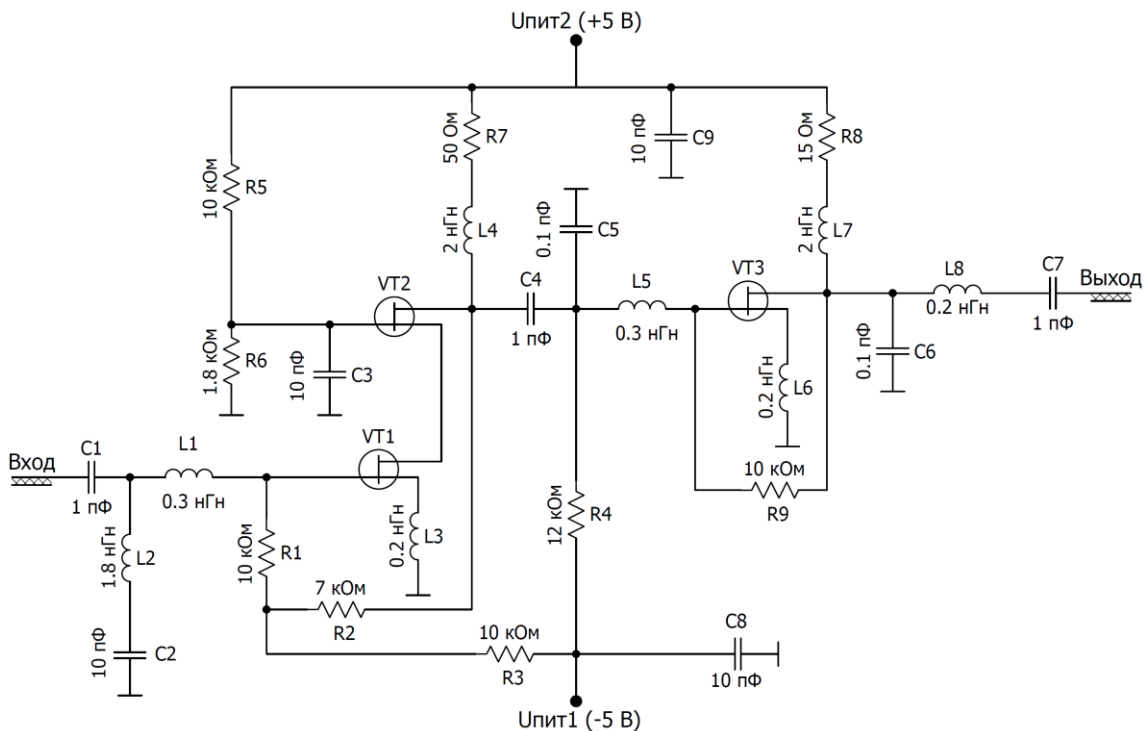 Uпит2 (+5 В)
50 Ом
R7
10 пФ
C9
15 Ом
R8
10 кОм
R5
2 нГн
L4
0.1 пФ
C5
2 нГн
L7
VT2
C4
1 пФ
L5
0.3 нГн
VT3
L8
0.2 нГн
C7
1 пФ
Выход
1.8 кОм
R6
10 пФ
C3
0.2 нГн
L6
0.1 пФ
C6
Вход
C1
1 пФ
L1
0.3 нГн
VT1
10 кОм
R9
1.8 нГн
L2
10 кОм
R1
0.2 нГн
L3
12 кОм
R4
7 кОм
R2
10 пФ
C2
10 кОм
R3
C8
10 пФ
Uпит1 (-5 В)